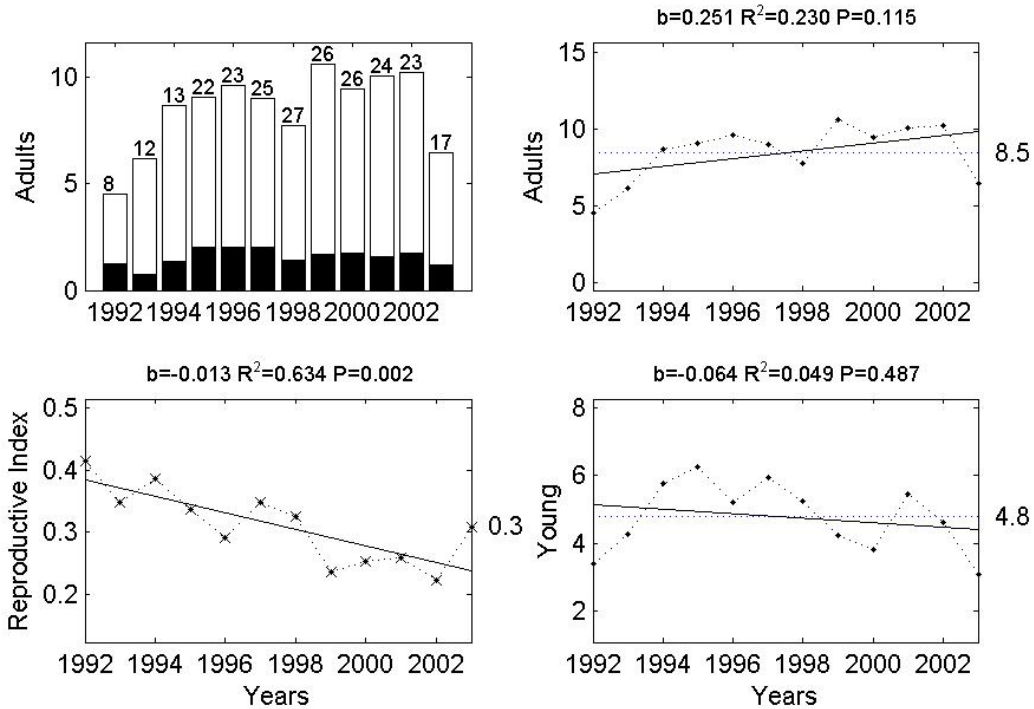 b=0.251 R²=0.230 P=0.115
10
5
0
Adults
8
12
13
22
23
25
27
26
26
24
23
17
1992 1994 1996 1998 2000 2002
15
10
5
0
Adults
8.5
1992 1994 1996 1998 2000 2002
b=-0.013 R²=0.634 P=0.002
0.5
0.4
0.3
0.2
Reproductive Index
0.3
1992 1994 1996 1998 2000 2002
Years
b=-0.064 R²=0.049 P=0.487
8
6
4
2
Young
4.8
1992 1994 1996 1998 2000 2002
Years